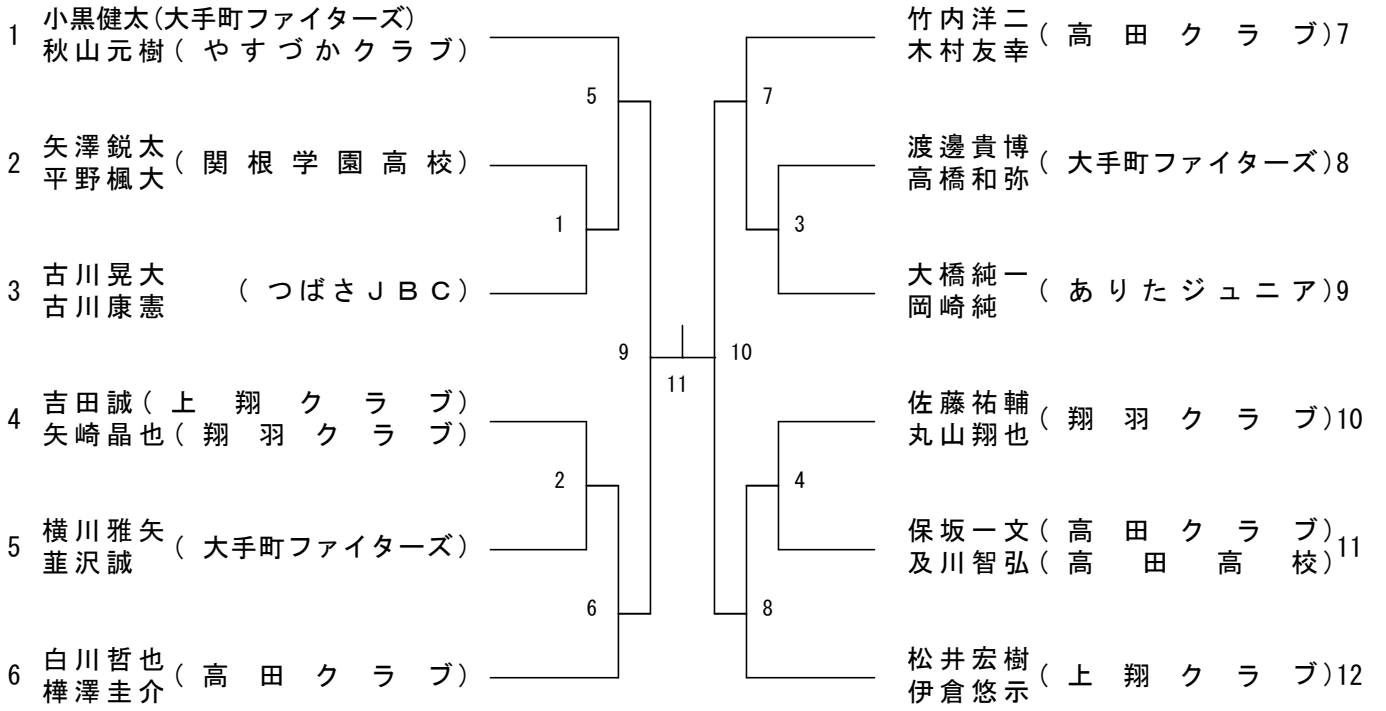 1 小黒健太(大手町ファイターズ)
秋山元樹(やすづかクラブ)
5
2 矢澤鋭太(関根学園高校)
平野楓大
1
3 古川晃大(つばさJBC)
古川康憲
9
11
4 吉田誠(上翔クラブ)
矢崎晶也(翔羽クラブ)
2
5 横川雅矢(大手町ファイターズ)
韮沢誠
6
6 白川哲也(高田クラブ)
樺澤圭介
竹内洋二(高田クラブ)7
木村友幸
7
渡邊貴博(大手町ファイターズ)8
高橋和弥
3
大橋純一(ありたジュニア)9
岡崎純
10
佐藤祐輔(翔羽クラブ)10
丸山翔也
4
保坂一文(高田クラブ)11
及川智弘(高田高校)
8
松井宏樹(上翔クラブ)12
伊倉悠示